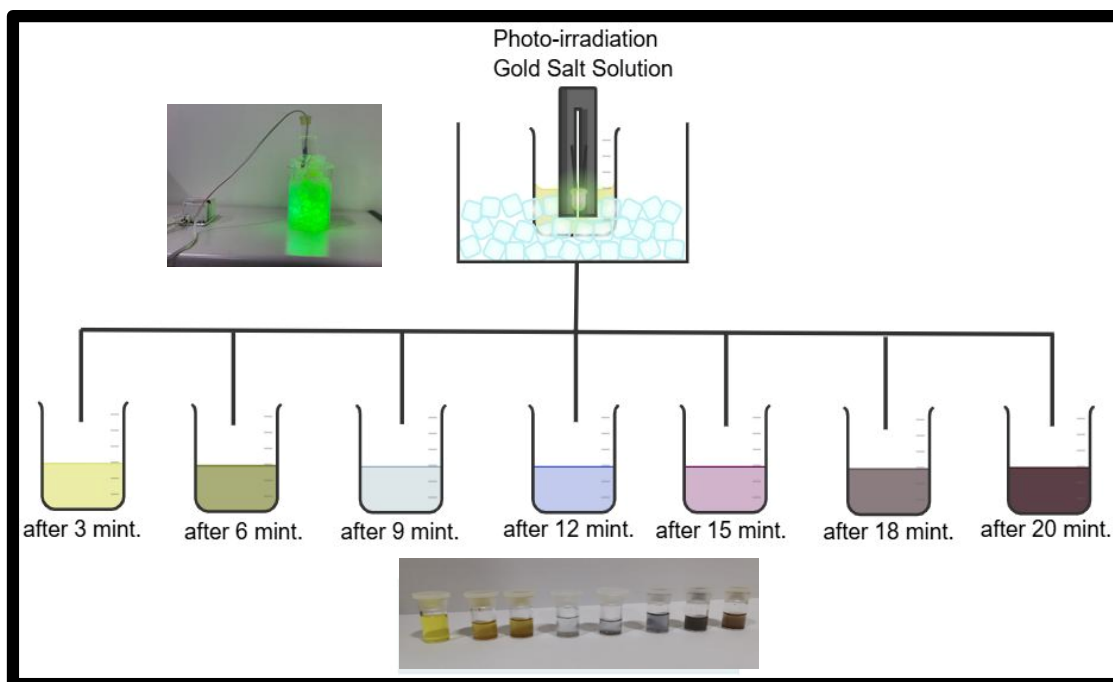 Photo-irradiation
Gold Salt Solution
after 3 mint.
after 6 mint.
after 9 mint.
after 12 mint.
after 15 mint.
after 18 mint.
after 20 mint.